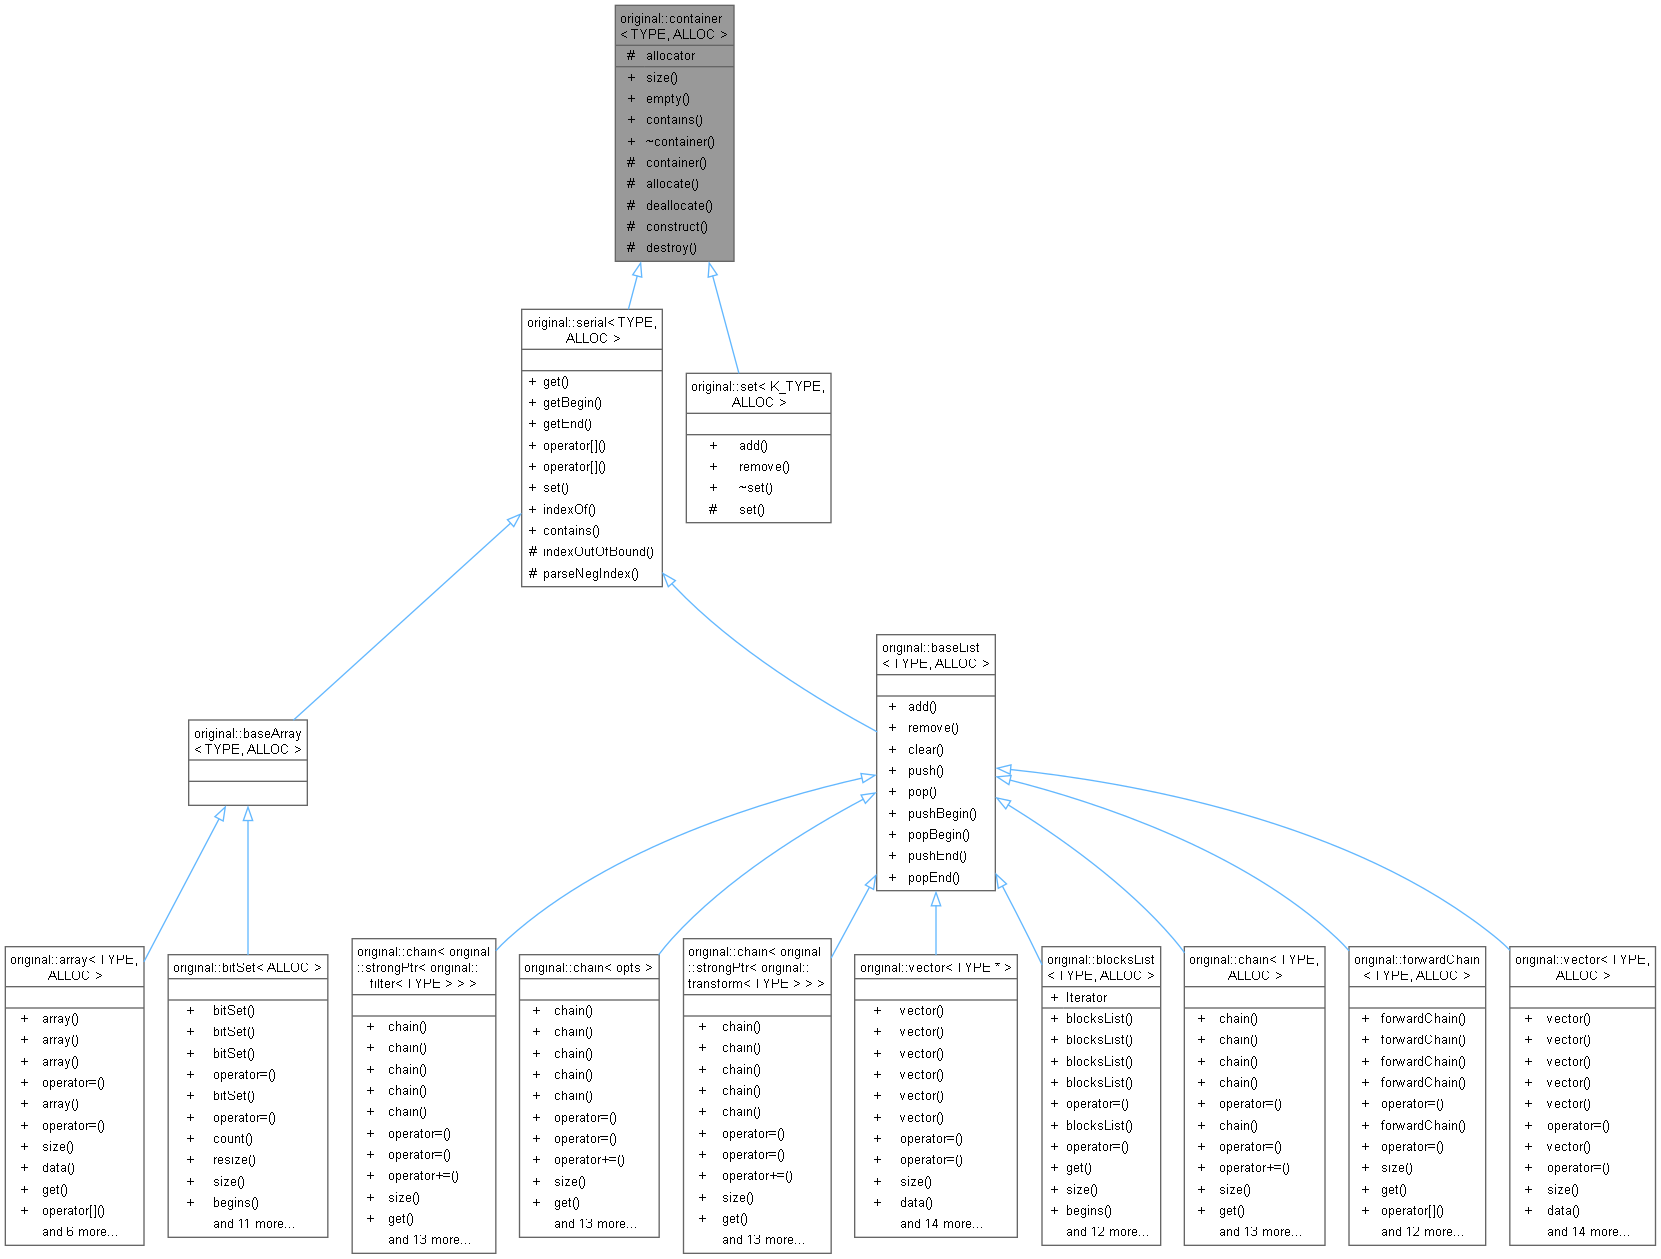 original::container
< TYPE, ALLOC >
# allocator
+ size()
+ empty()
+ contains()
+ ~container()
# container()
# allocate()
# deallocate()
# construct()
# destroy()
original::serial< TYPE,
ALLOC >
+ get()
+ getBegin()
+ getEnd()
+ operator[]()
+ operator[]()
+ set()
+ indexOf()
+ contains()
# indexOutOfBound()
# parseNegIndex()
original::set< K_TYPE,
ALLOC >
+ add()
+ remove()
+ ~set()
# set()
original::baseList
< TYPE, ALLOC >
+ add()
+ remove()
+ clear()
+ push()
+ pop()
+ pushBegin()
+ popBegin()
+ pushEnd()
+ popEnd()
original::baseArray
< TYPE, ALLOC >
original::array< TYPE,
ALLOC >
+ array()
+ array()
+ array()
+ operator=()
+ array()
+ operator=()
+ size()
+ data()
+ get()
+ operator[]()
and 6 more...
original::bitSet< ALLOC >
+ bitSet()
+ bitSet()
+ bitSet()
+ operator=()
+ bitSet()
+ operator=()
+ count()
+ resize()
+ size()
+ begins()
and 11 more...
original::chain< original
::strongPtr< original::
filter< TYPE > > >
+ chain()
+ chain()
+ chain()
+ chain()
+ chain()
+ operator=()
+ operator=()
+ operator+=()
+ size()
+ get()
and 13 more...
original::chain< opts >
+ chain()
+ chain()
+ chain()
+ chain()
+ chain()
+ operator=()
+ operator=()
+ operator+=()
+ size()
+ get()
and 13 more...
original::chain< original
::strongPtr< original::
transform< TYPE > > >
+ chain()
+ chain()
+ chain()
+ chain()
+ chain()
+ operator=()
+ operator=()
+ operator+=()
+ size()
+ get()
and 13 more...
original::vector< TYPE * >
+ vector()
+ vector()
+ vector()
+ vector()
+ vector()
+ vector()
+ operator=()
+ operator=()
+ size()
+ data()
and 14 more...
original::blocksList
< TYPE, ALLOC >
+ Iterator
+ blocksList()
+ blocksList()
+ blocksList()
+ blocksList()
+ operator=()
+ blocksList()
+ operator=()
+ get()
+ size()
+ begins()
and 12 more...
original::chain< TYPE,
ALLOC >
+ chain()
+ chain()
+ chain()
+ chain()
+ operator=()
+ chain()
+ operator=()
+ operator+=()
+ size()
+ get()
and 13 more...
original::forwardChain
< TYPE, ALLOC >
+ forwardChain()
+ forwardChain()
+ forwardChain()
+ forwardChain()
+ operator=()
+ forwardChain()
+ operator=()
+ size()
+ get()
+ operator[]()
and 12 more...
original::vector< TYPE,
ALLOC >
+ vector()
+ vector()
+ vector()
+ vector()
+ vector()
+ operator=()
+ vector()
+ operator=()
+ size()
+ data()
and 14 more...